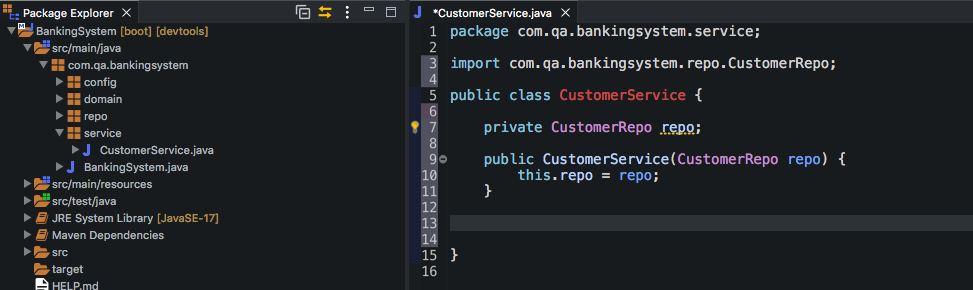 Package Explorer
BankingSystem [boot] [devtools]
src/main/java
com.qa.bankingsystem
config
domain
repo
service
CustomerService.java
BankingSystem.java
src/main/resources
src/test/java
JRE System Library [JavaSE-17]
Maven Dependencies
src
target
HELP.md
*CustomerService.java
1 package com.qa.bankingsystem.service;
2
3 import com.qa.bankingsystem.repo.CustomerRepo;
4
5 public class CustomerService {
6
7 private CustomerRepo repo;
8
9 public CustomerService(CustomerRepo repo) {
10 this.repo = repo;
11 }
12
13
14
15 }
16